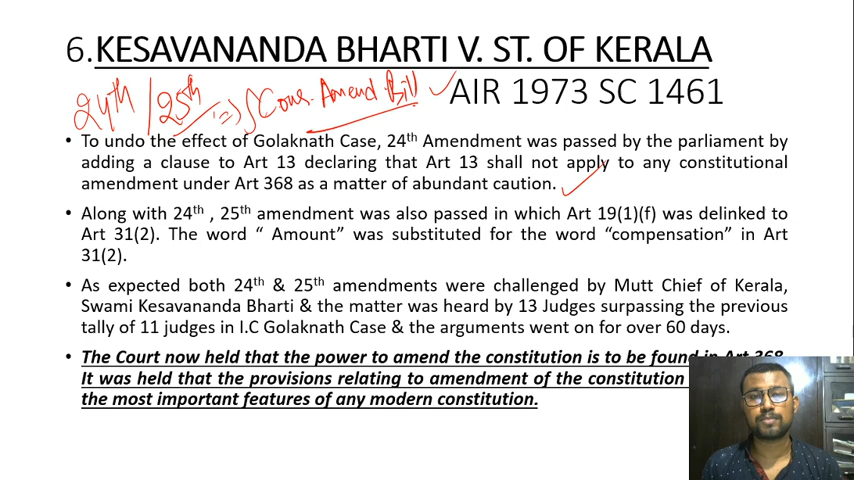 6.KESAVANANDA BHARTI V. ST. OF KERALA
24th / 25th => Cons. Amend. Bill
AIR 1973 SC 1461
• To undo the effect of Golaknath Case, 24th Amendment was passed by the parliament by
adding a clause to Art 13 declaring that Art 13 shall not apply to any constitutional
amendment under Art 368 as a matter of abundant caution.
• Along with 24th , 25th amendment was also passed in which Art 19(1)(f) was delinked to
Art 31(2). The word “ Amount” was substituted for the word “compensation” in Art
31(2).
• As expected both 24th & 25th amendments were challenged by Mutt Chief of Kerala,
Swami Kesavananda Bharti & the matter was heard by 13 Judges surpassing the previous
tally of 11 judges in I.C Golaknath Case & the arguments went on for over 60 days.
• The Court now held that the power to amend the constitution is to be found in Art 368.
It was held that the provisions relating to amendment of the constitution
the most important features of any modern constitution.